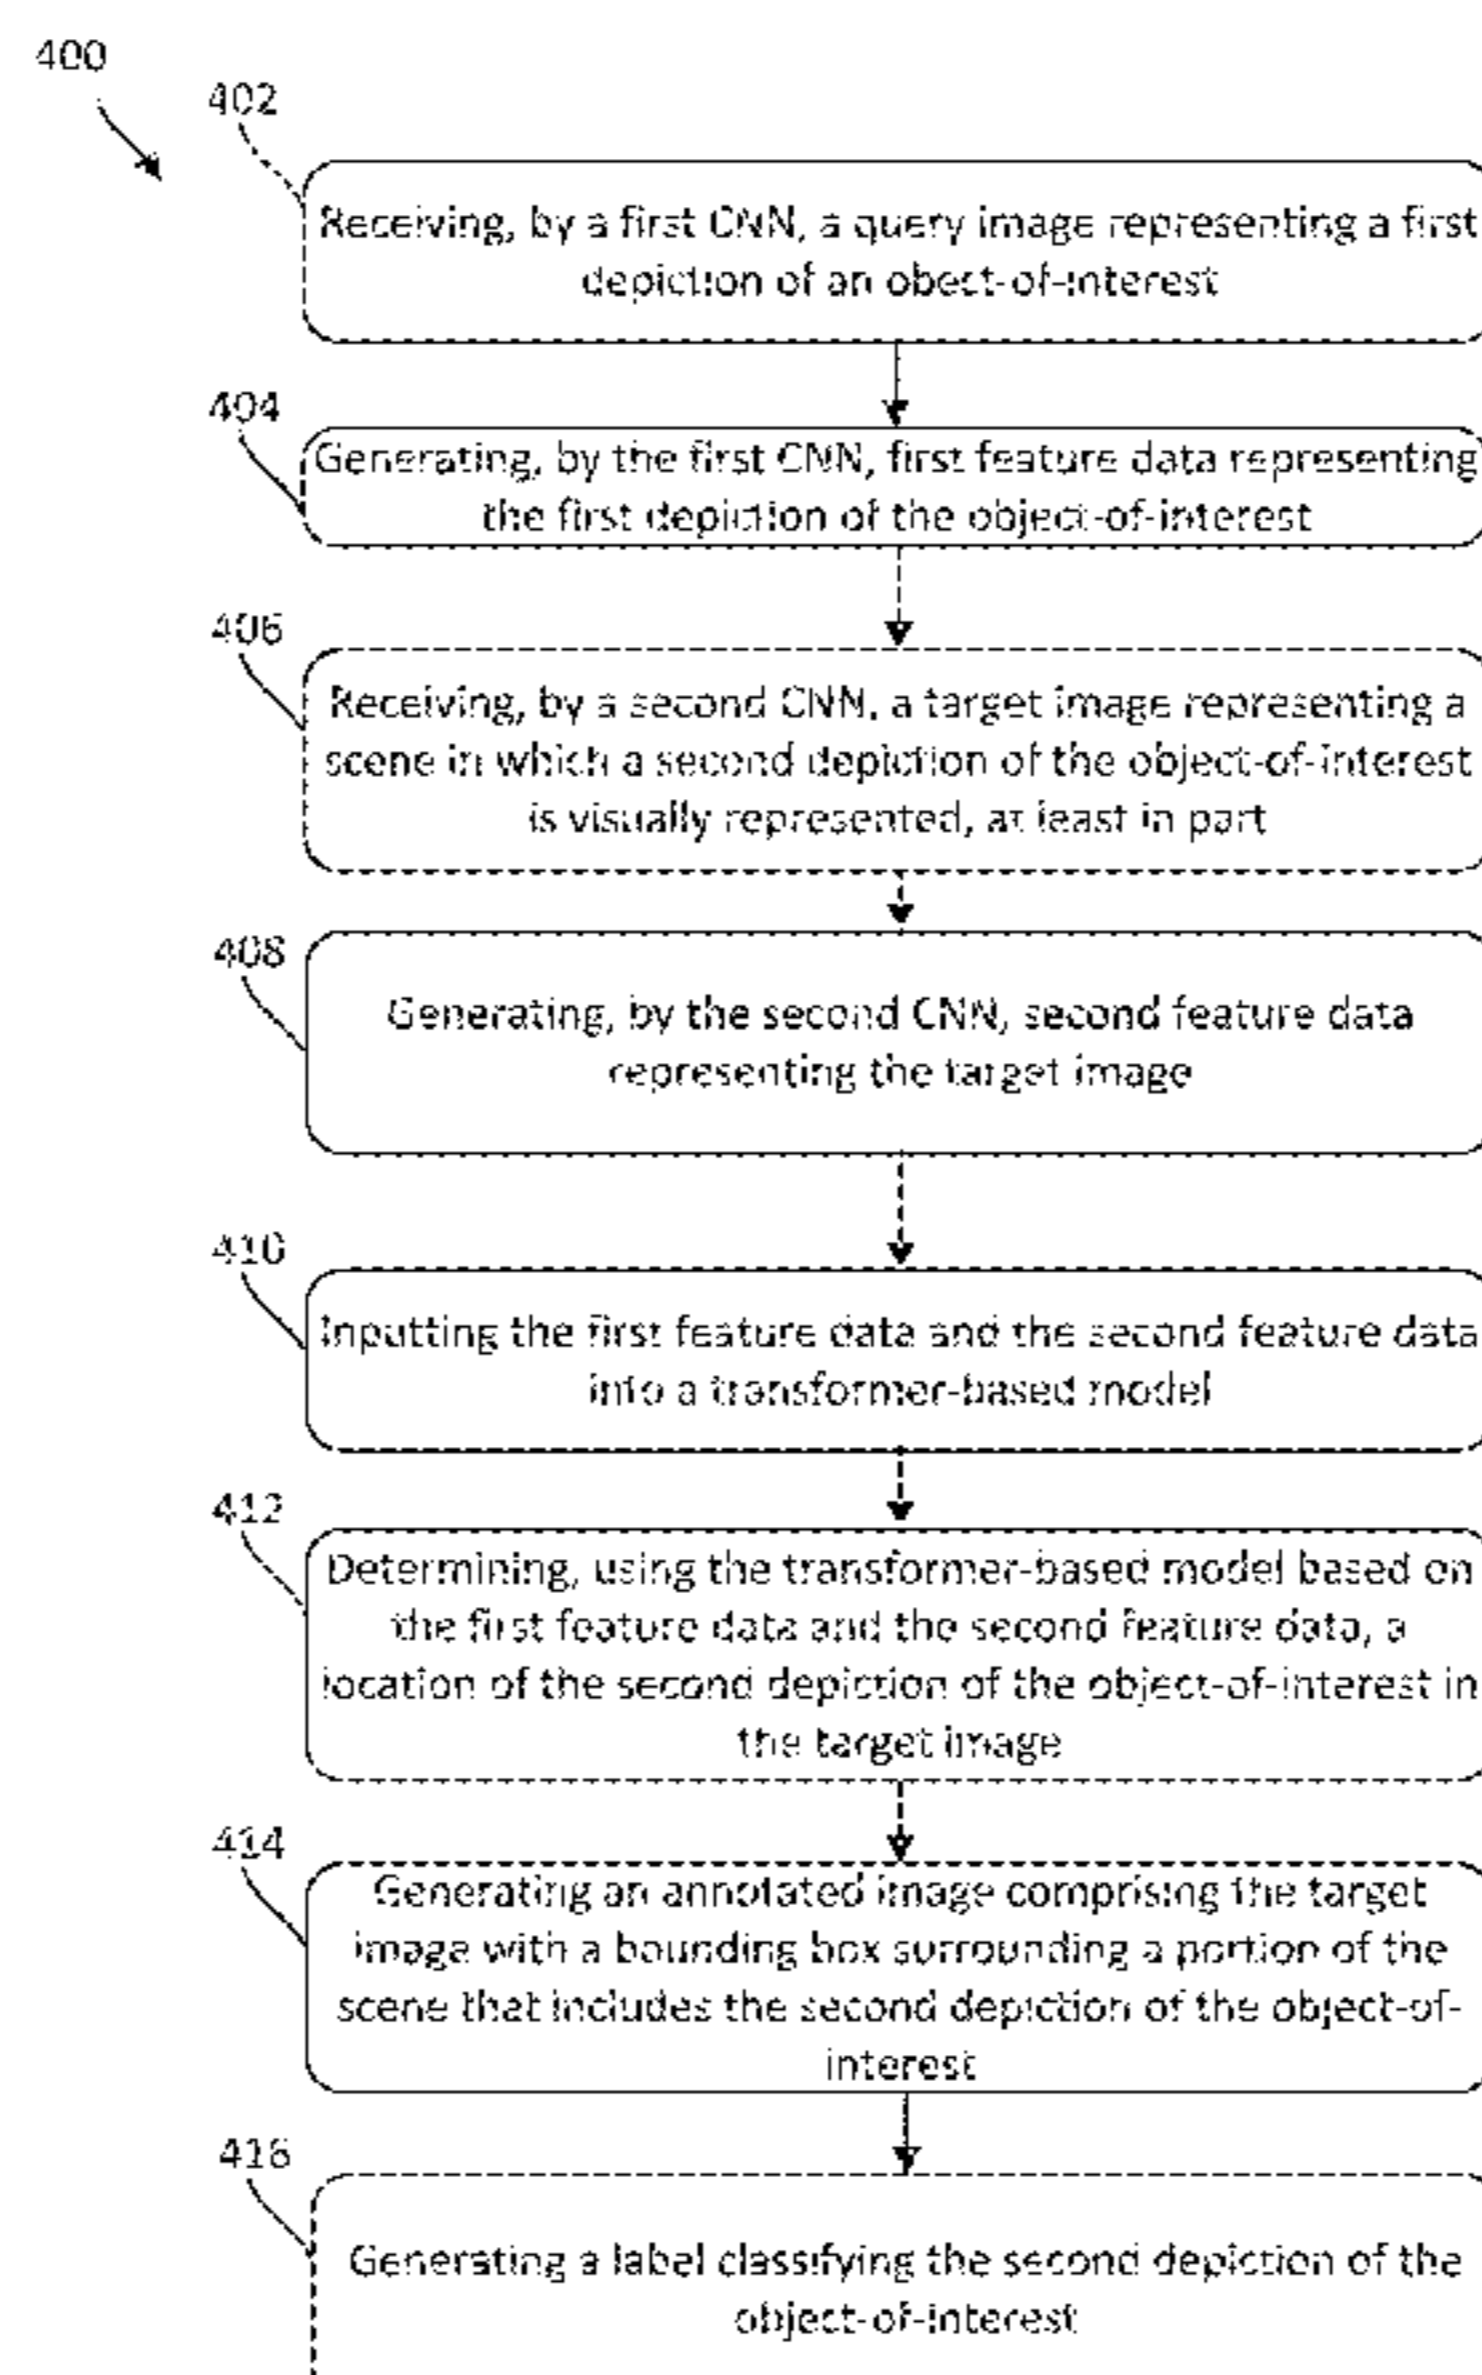 400
402
Receiving, by a first CNN, a query image representing a first
depiction of an obect-of-interest
404
Generating, by the first CNN, first feature data representing
the first depiction of the object-of-interest
406
Receiving, by a second CNN, a target image representing a
scene in which a second depiction of the object-of-interest
is visually represented, at least in part
408
Generating, by the second CNN, second feature data
representing the target image
410
Inputting the first feature data and the second feature data
into a transformer-based model
412
Determining, using the transformer-based model based on
the first feature data and the second feature data, a
location of the second depiction of the object-of-interest in
the target image
414
Generating an annotated image comprising the target
image with a bounding box surrounding a portion of the
scene that includes the second depiction of the object-of-
interest
416
Generating a label classifying the second depiction of the
object-of-interest